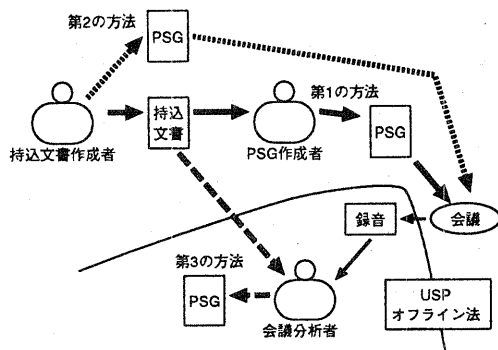 第2の方法
PSG
第1の方法
持込
文書
PSG
持込文書作成者
PSG作成者
録音
会議
第3の方法
PSG
会議分析者
USP
オフライン法